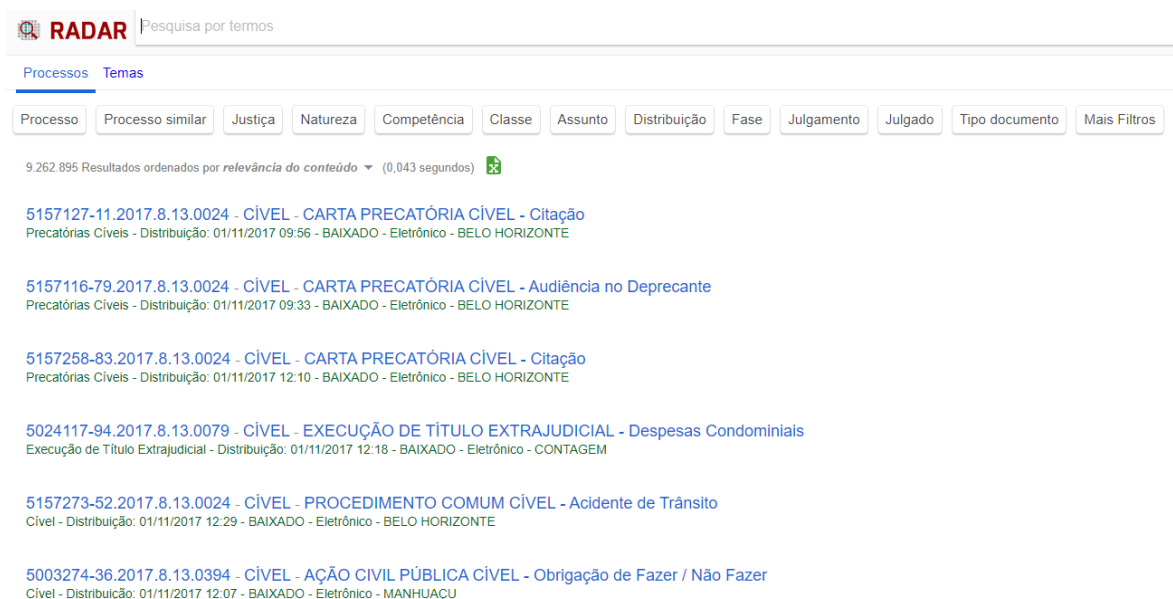 RADAR Pesquisa por termos
Processos Temas
Processo Processo similar Justiça Natureza Competência Classe Assunto Distribuição Fase Julgamento Julgado Tipo documento Mais Filtros
9.262.895 Resultados ordenados por relevância do conteúdo (0,043 segundos)
5157127-11.2017.8.13.0024 - CÍVEL - CARTA PRECATÓRIA CÍVEL - Citação
Precatórias Cíveis - Distribuição: 01/11/2017 09:56 - BAIXADO - Eletrônico - BELO HORIZONTE
5157116-79.2017.8.13.0024 - CÍVEL - CARTA PRECATÓRIA CÍVEL - Audiência no Deprecante
Precatórias Cíveis - Distribuição: 01/11/2017 09:33 - BAIXADO - Eletrônico - BELO HORIZONTE
5157258-83.2017.8.13.0024 - CÍVEL - CARTA PRECATÓRIA CÍVEL - Citação
Precatórias Cíveis - Distribuição: 01/11/2017 12:10 - BAIXADO - Eletrônico - BELO HORIZONTE
5024117-94.2017.8.13.0079 - CÍVEL - EXECUÇÃO DE TÍTULO EXTRAJUDICIAL - Despesas Condominiais
Execução de Título Extrajudicial - Distribuição: 01/11/2017 12:18 - BAIXADO - Eletrônico - CONTAGEM
5157273-52.2017.8.13.0024 - CÍVEL - PROCEDIMENTO COMUM CÍVEL - Acidente de Trânsito
Cível - Distribuição: 01/11/2017 12:29 - BAIXADO - Eletrônico - BELO HORIZONTE
5003274-36.2017.8.13.0394 - CÍVEL - AÇÃO CIVIL PÚBLICA CÍVEL - Obrigação de Fazer / Não Fazer
Cível - Distribuição: 01/11/2017 12:07 - BAIXADO - Eletrônico - MANHUAÇU